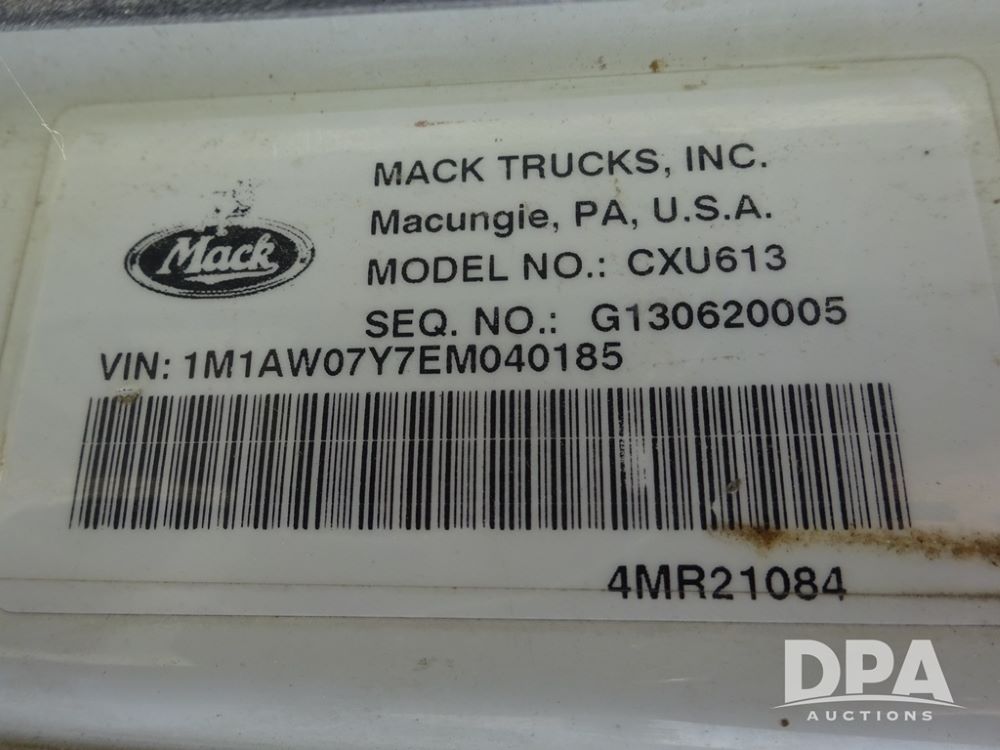 MACK TRUCKS, INC.
Macungie, PA, U.S.A.
Mack
MODEL NO.: CXU613
SEQ. NO.: G130620005
VIN: 1M1AW07Y7EM040185
4MR21084
DPA
AUCTIONS